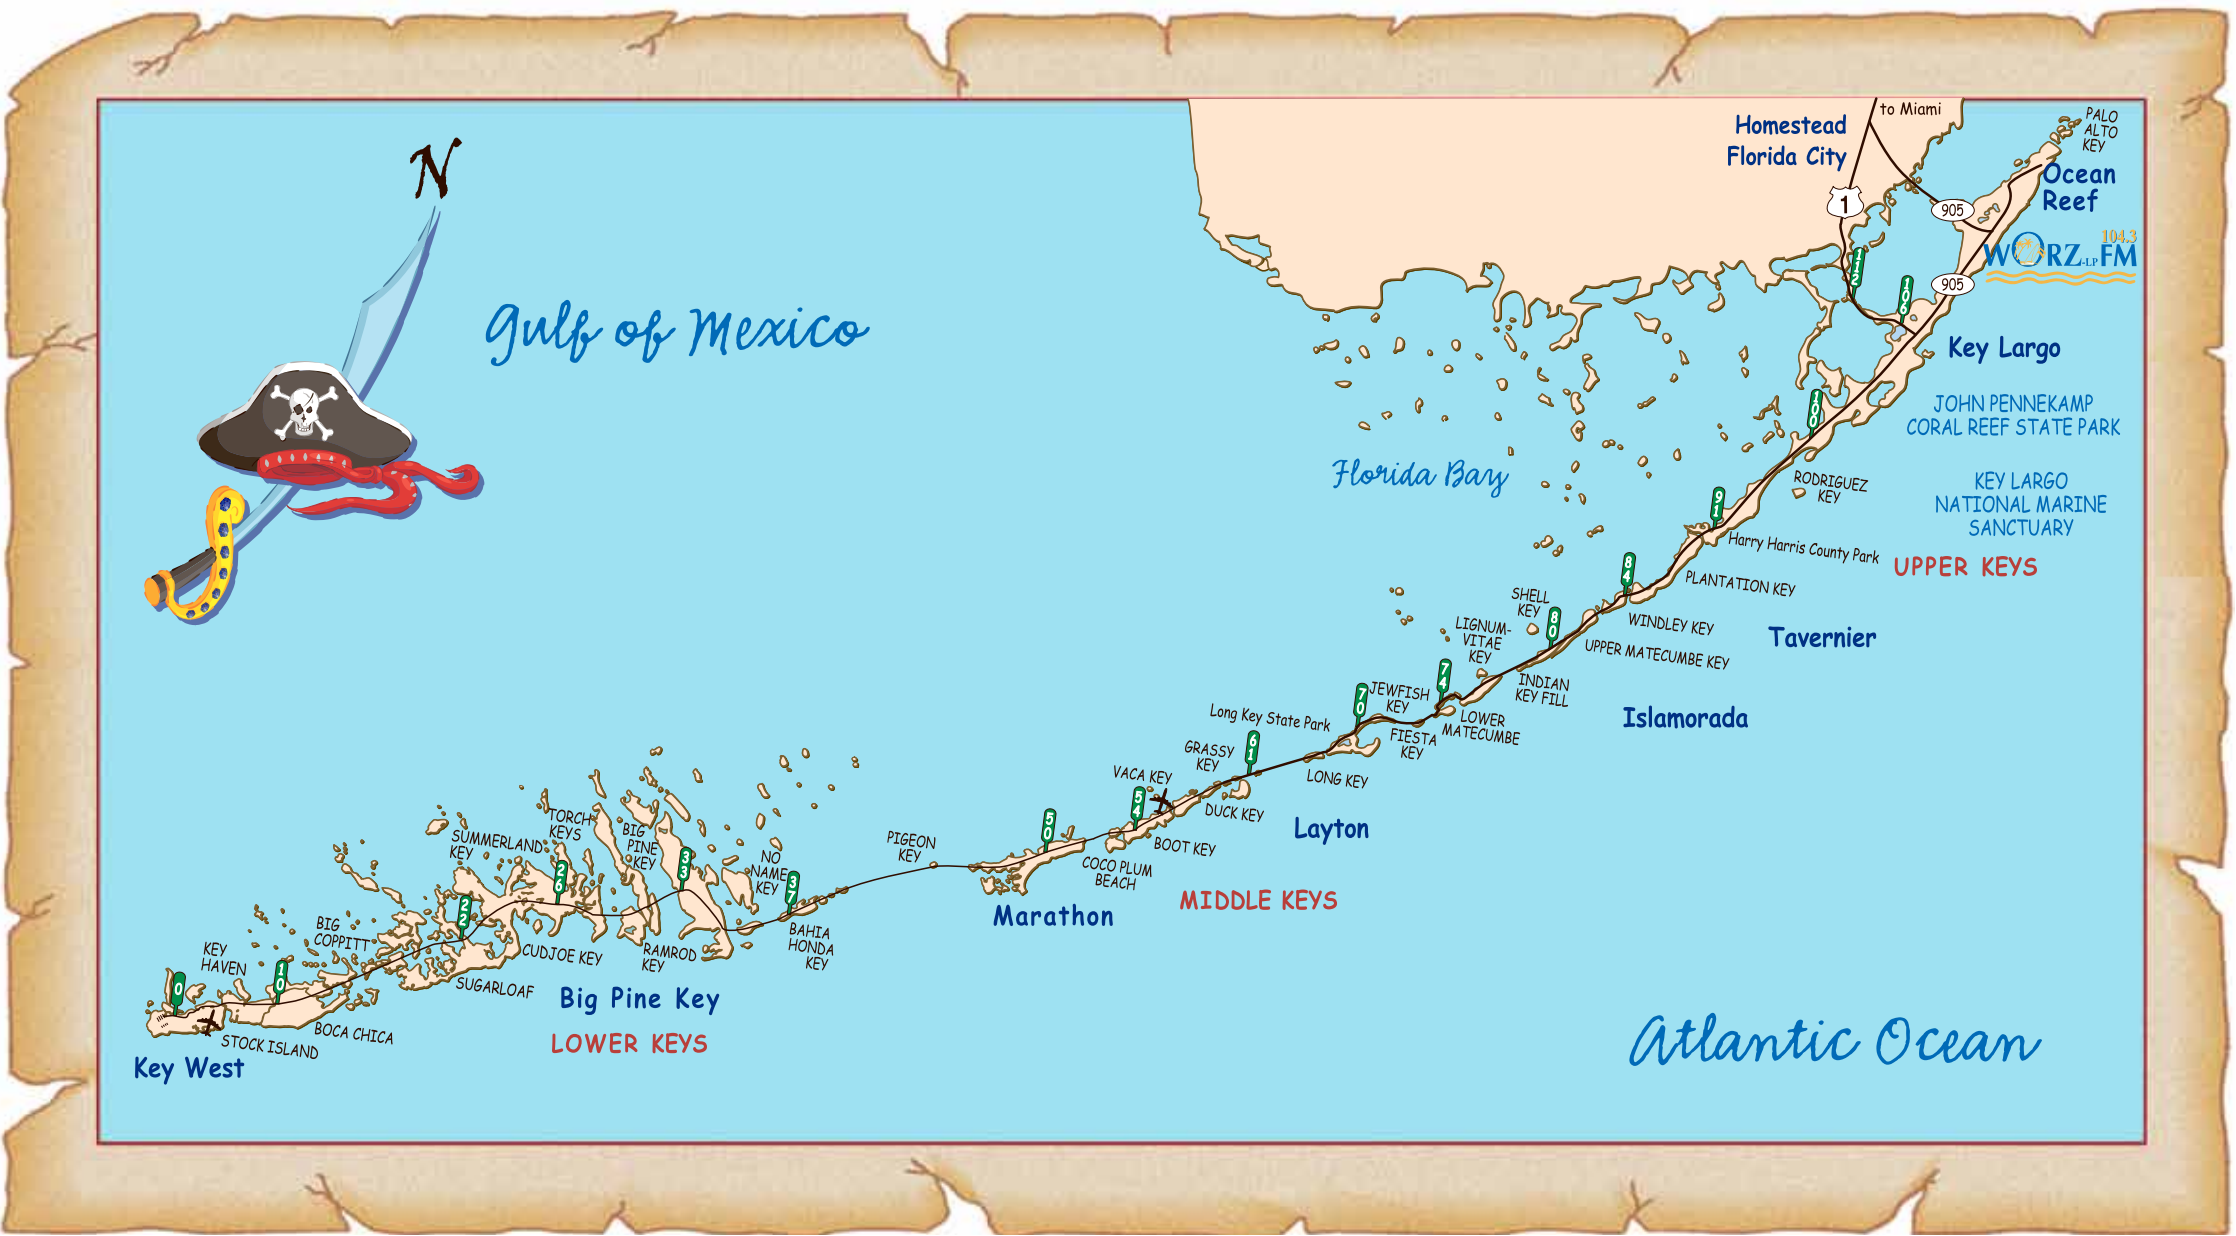 to Miami
Homestead
Florida City
PALO
ALTO
KEY
Ocean
Reef
1
905
WORZ-LP FM
104.3
905
112
106
N
Gulf of Mexico
Key Largo
JOHN PENNEKAMP
CORAL REEF STATE PARK
100
Florida Bay
RODRIGUEZ
KEY
KEY LARGO
NATIONAL MARINE
SANCTUARY
91
Harry Harris County Park
UPPER KEYS
84
PLANTATION KEY
SHELL
KEY
80
WINDLEY KEY
Tavernier
LIGNUM-
VITAE
KEY
UPPER MATECUMBE KEY
74
INDIAN
KEY FILL
Islamorada
70
JEWFISH
KEY
LOWER
MATECUMBE
Long Key State Park
FIESTA
KEY
61
GRASSY
KEY
LONG KEY
VACA KEY
54
DUCK KEY
Layton
BOOT KEY
50
COCO PLUM
BEACH
MIDDLE KEYS
Marathon
PIGEON
KEY
TORCH
KEYS
BIG
PINE
KEY
SUMMERLAND
KEY
33
NO
NAME
KEY
37
26
22
BAHIA
HONDA
KEY
BIG
COPPITT
CUDJOE KEY
RAMROD
KEY
KEY
HAVEN
10
0
SUGARLOAF
Big Pine Key
LOWER KEYS
BOCA CHICA
STOCK ISLAND
Key West
Atlantic Ocean